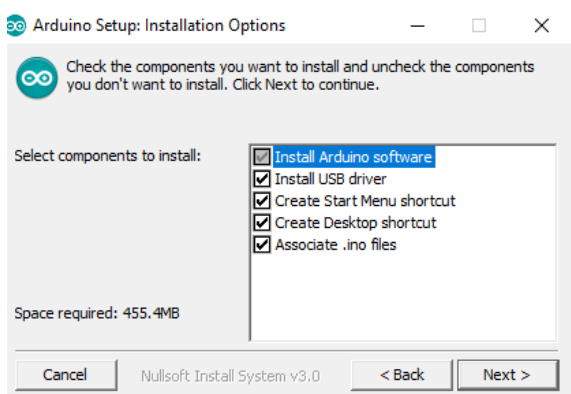 Arduino Setup: Installation Options
Check the components you want to install and uncheck the components
you don't want to install. Click Next to continue.
Select components to install:
Install Arduino software
Install USB driver
Create Start Menu shortcut
Create Desktop shortcut
Associate .ino files
Space required: 455.4MB
Cancel
Nullsoft Install System v3.0
< Back
Next >